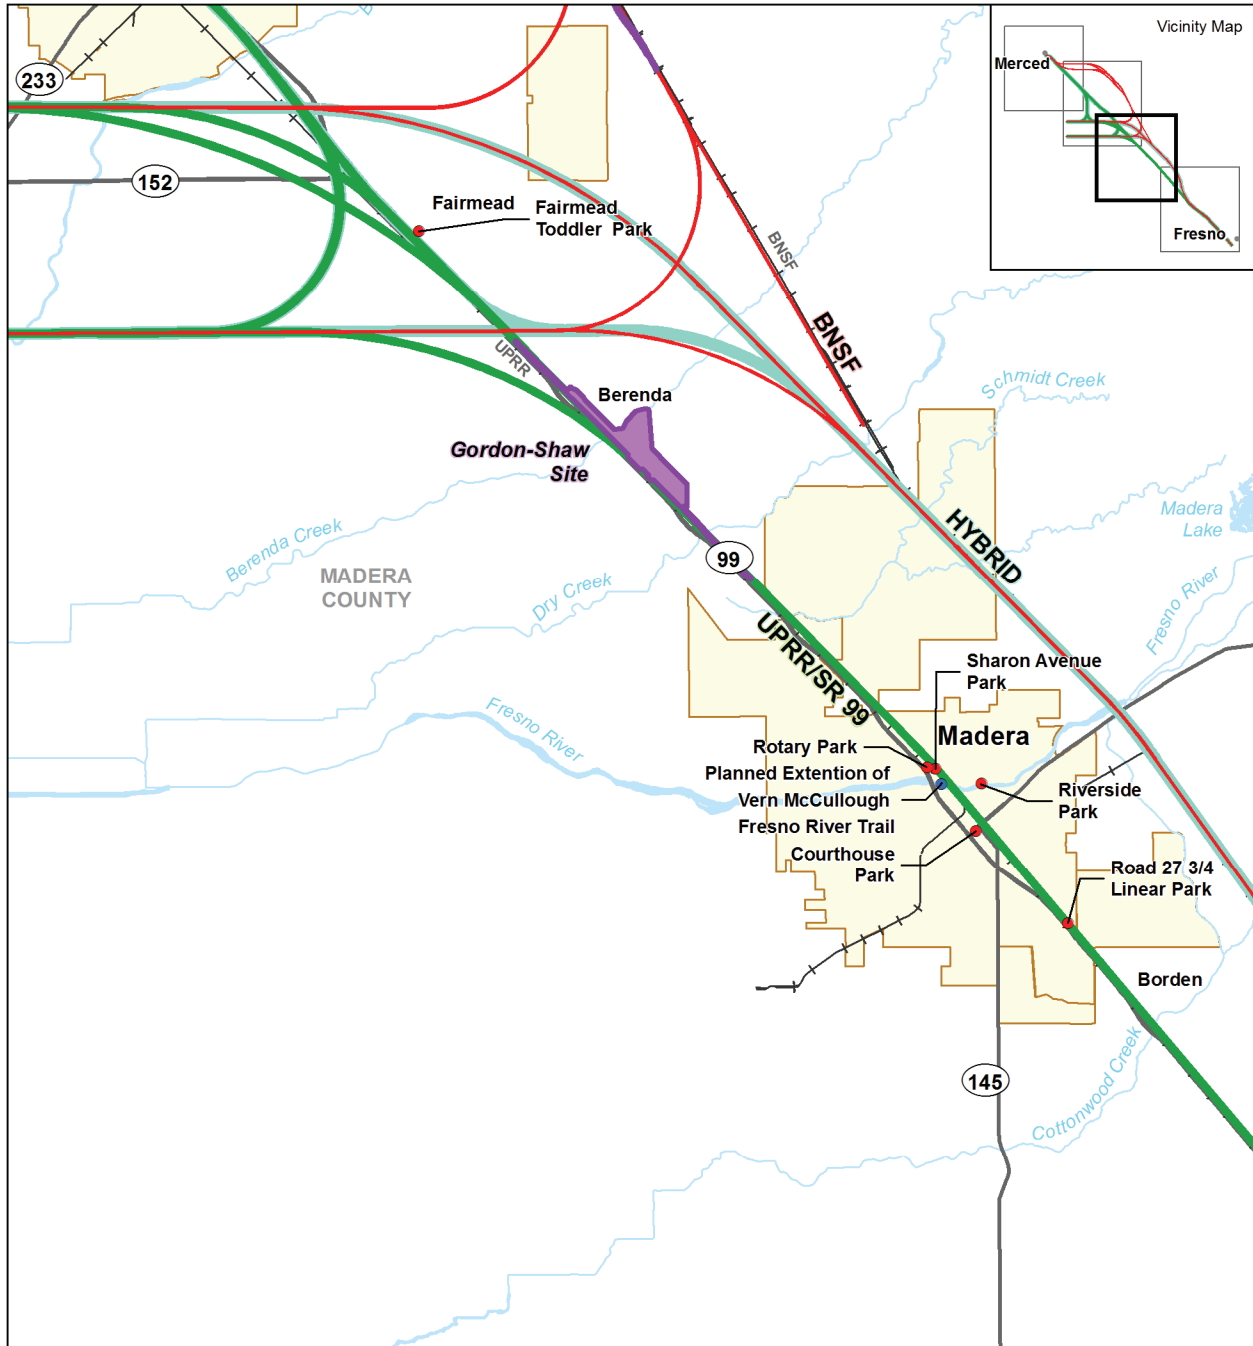 Vicinity Map
Merced
Fresno
233
152
Fairmead
Fairmead
Toddler Park
BNSF
BNSF
UPRR
Berenda
Gordon-Shaw
Site
Schmidt Creek
Madera
Lake
HYBRID
99
Berenda Creek
MADERA
COUNTY
Dry Creek
Fresno River
UPRR/SR 99
Sharon Avenue
Park
Fresno River
Madera
Rotary Park
Planned Extention of
Vern McCullough
Fresno River Trail
Riverside
Park
Courthouse
Park
Road 27 3/4
Linear Park
Borden
145
Cottonwood Creek